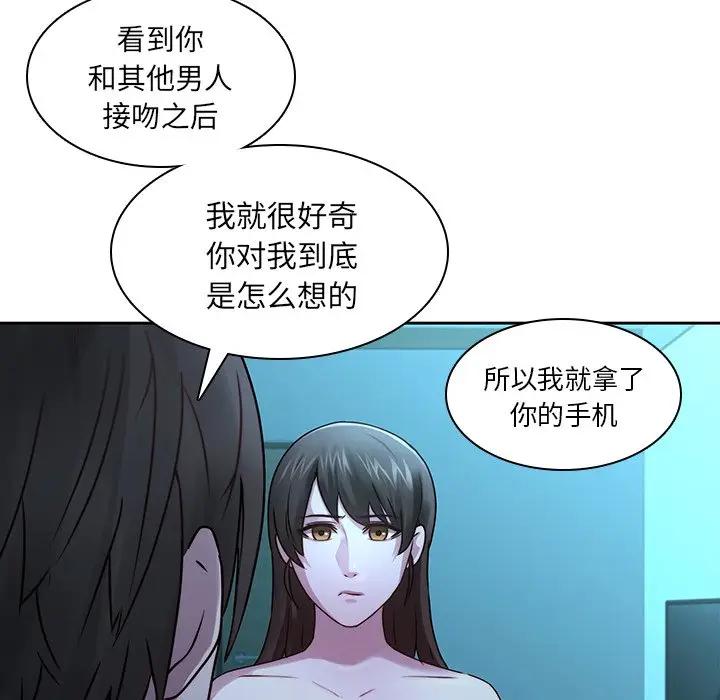 看到你
和其他男人
接吻之后
我就很好奇
你对我到底
是怎么想的
所以我就拿了
你的手机